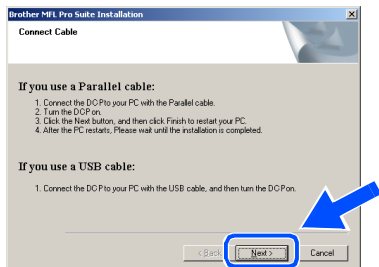 Brother MFL Pro Suite Installation
Connect Cable
If you use a Parallel cable:
1. Connect the DCP to your PC with the Parallel cable.
2. Turn the DCP on.
3. Click the Next button, and then click Finish to restart your PC.
4. After the PC restarts, Please wait until the installation is completed.
If you use a USB cable:
1. Connect the DCP to your PC with the USB cable, and then turn the DCP on.
< Back Next > Cancel